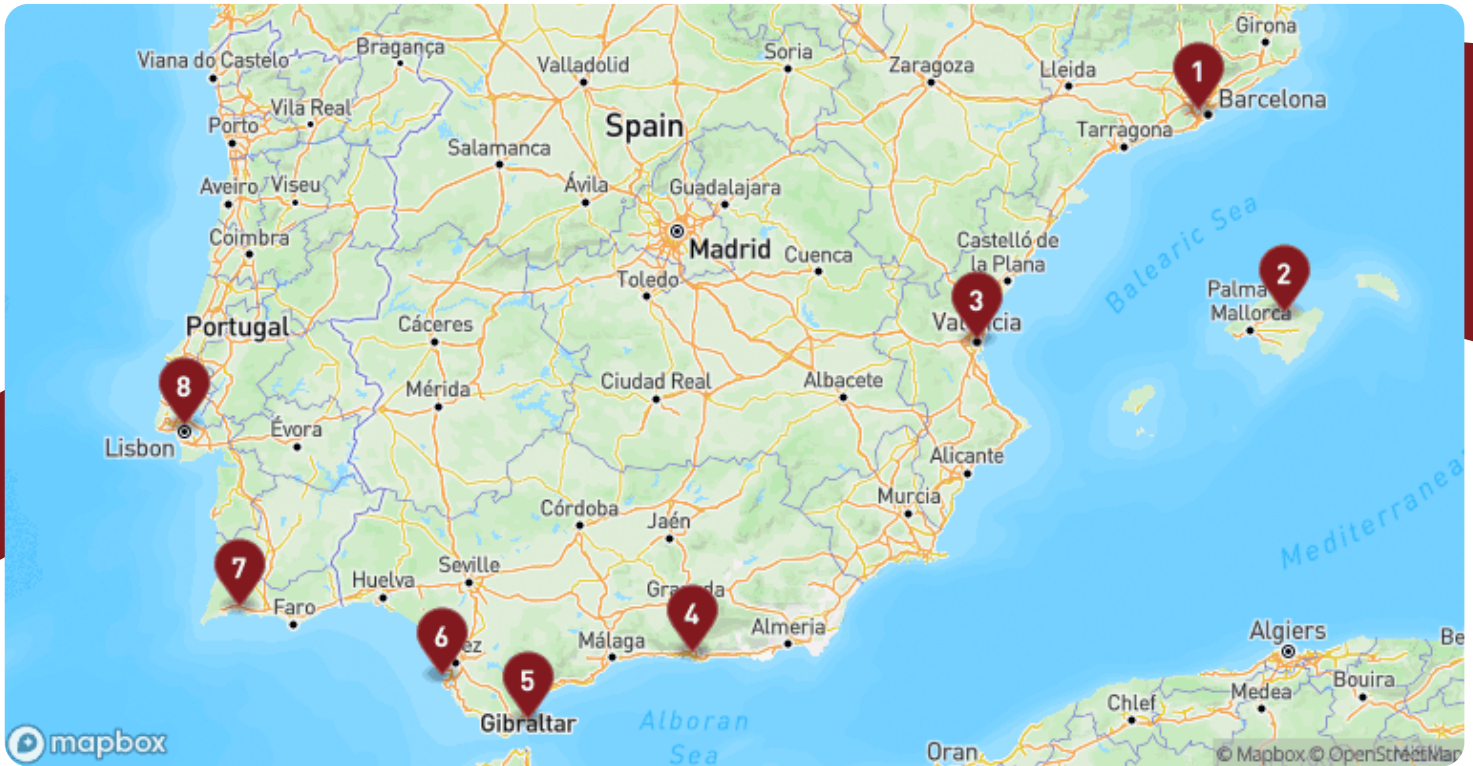 Girona
Viana do Castelo
Bragança
Valladolid
Soria
Zaragoza
Lleida
1
Barcelona
Vila Real
Porto
Spain
Tarragona
Salamanca
Aveiro
Viseu
Ávila
Guadalajara
Coimbra
Madrid
Cuenca
Castelló de
la Plana
Balearic Sea
Toledo
2
Palma
Mallorca
3
Portugal
Cáceres
8
Mérida
Ciudad Real
Albacete
Lisbon
Évora
Alicante
Murcia
Córdoba
Jaén
Mediterranea
7
Seville
Huelva
Faro
4
6
ez
Málaga
Almeria
Algiers
Be
5
Gibraltar
Alboran
Sea
Chlef
Medea
Bouira
Oran
mapbox
© Mapbox © OpenStreetMap